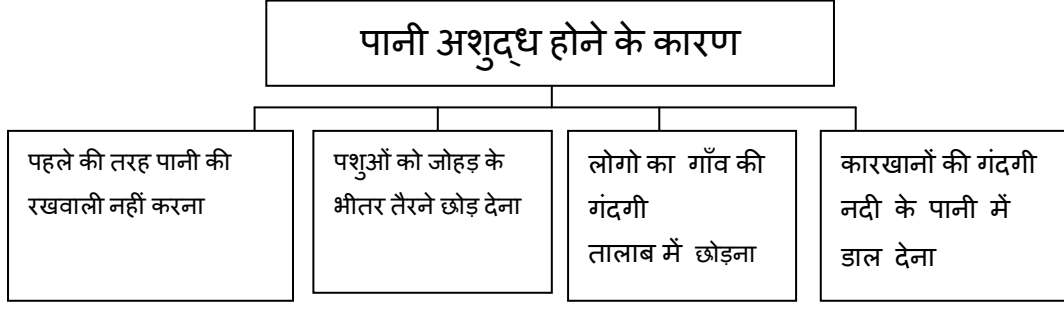 पानी अशुद्ध होने के कारण
पहले की तरह पानी की
रखवाली नहीं करना
पशुओं को जोहड़ के
भीतर तैरने छोड़ देना
लोगो का गाँव की
गंदगी
तालाब में छोड़ना
कारखानों की गंदगी
नदी के पानी में
डाल देना